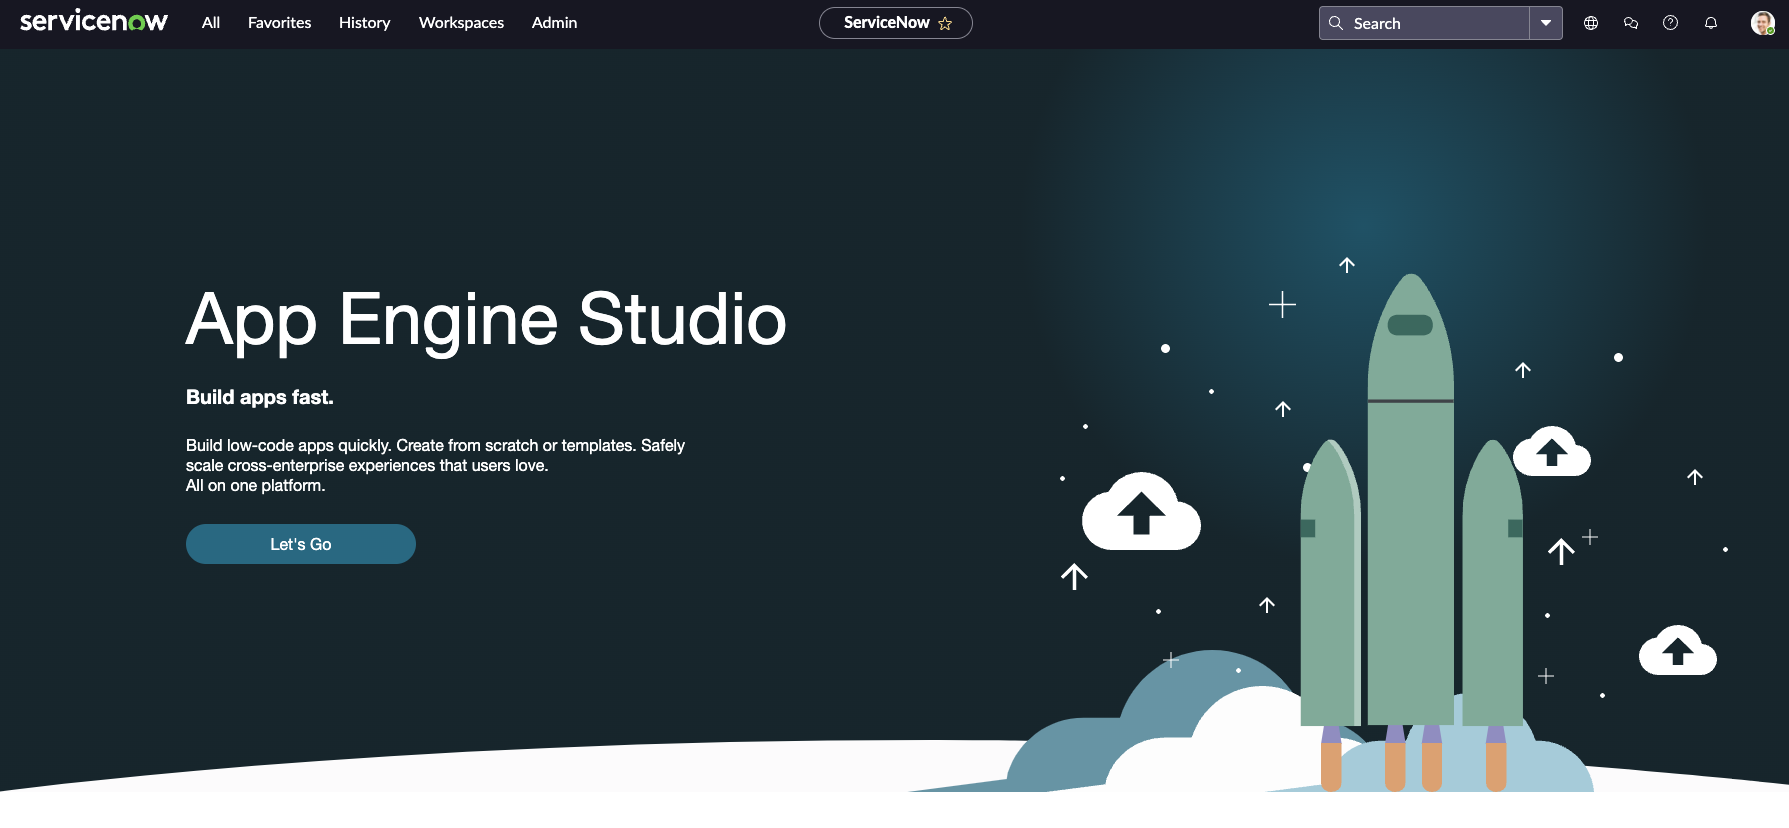 servicenow
All
Favorites
History
Workspaces
Admin
ServiceNow
Search
App Engine Studio
Build apps fast.
Build low-code apps quickly. Create from scratch or templates. Safely
scale cross-enterprise experiences that users love.
All on one platform.
Let's Go